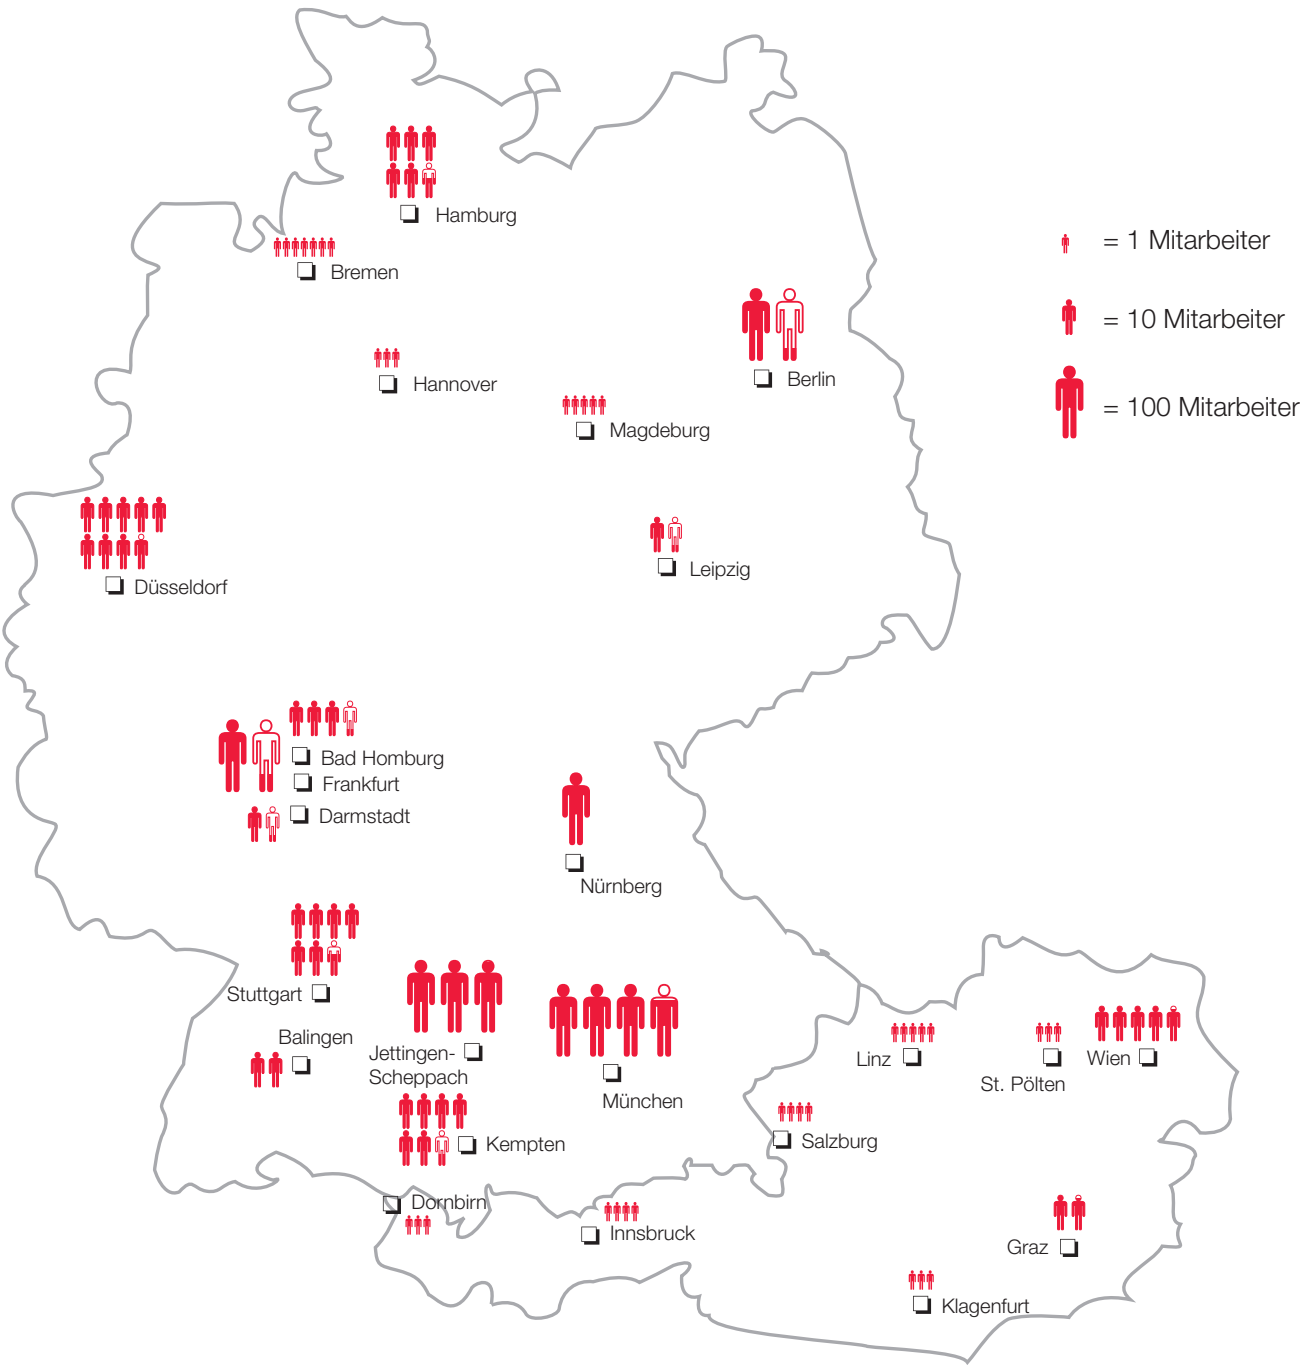 Hamburg
= 1 Mitarbeiter
Bremen
= 10 Mitarbeiter
Berlin
Hannover
= 100 Mitarbeiter
Magdeburg
Leipzig
Düsseldorf
Bad Homburg
Frankfurt
Darmstadt
Nürnberg
Stuttgart
Balingen
Jettingen-
Scheppach
München
Linz
St. Pölten
Wien
Kempten
Salzburg
Dornbirn
Innsbruck
Graz
Klagenfurt